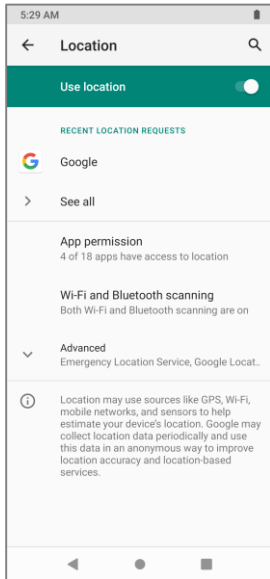 5:29 AM
Location
Use location
RECENT LOCATION REQUESTS
Google
See all
App permission
4 of 18 apps have access to location
Wi-Fi and Bluetooth scanning
Both Wi-Fi and Bluetooth scanning are on
Advanced
Emergency Location Service, Google Locat..
Location may use sources like GPS, Wi-Fi,
mobile networks, and sensors to help
estimate your device's location. Google may
collect location data periodically and use
this data in an anonymous way to improve
location accuracy and location-based
services.